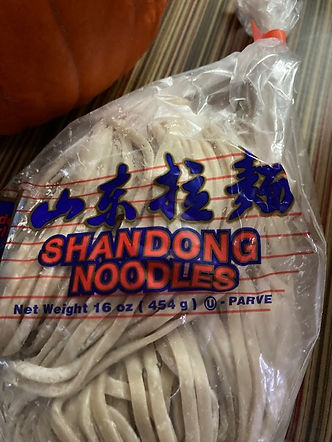 山东拉麵
SHANDONG
NOODLES
Net Weight 16 oz ( 454 g ) Ⓤ - PARVE